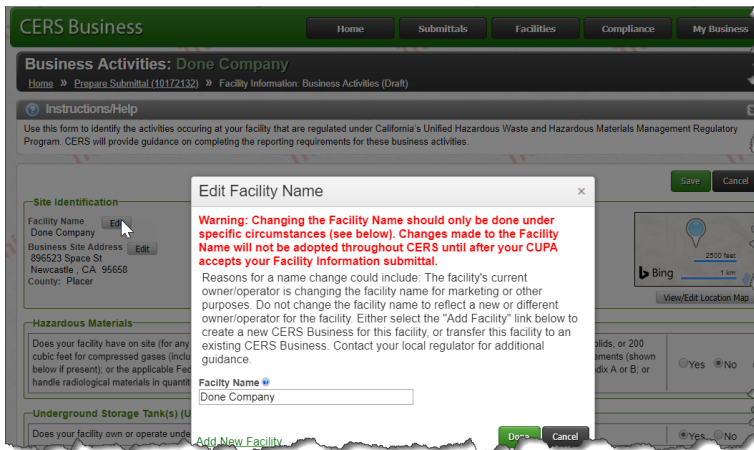 CERS Business
Home Submittals Facilities Compliance My Business
Business Activities: Done Company
Home » Prepare Submittal (10172132) » Facility Information: Business Activities (Draft)
Instructions/Help
Use this form to identify the activities occuring at your facility that are regulated under California's Unified Hazardous Waste and Hazardous Materials Management Regulatory
Program. CERS will provide guidance on completing the reporting requirements for these business activities.
Save Cancel
Site Identification
Facility Name Edit
Done Company
Business Site Address Edit
896523 Space St
Newcastle , CA 95658
County: Placer
2500 feet
Bing 1 km
View/Edit Location Map
Edit Facility Name ×
Warning: Changing the Facility Name should only be done under
specific circumstances (see below). Changes made to the Facility
Name will not be adopted throughout CERS until after your CUPA
accepts your Facility Information submittal.
Reasons for a name change could include: The facility's current
owner/operator is changing the facility name for marketing or other
purposes. Do not change the facility name to reflect a new or different
owner/operator for the facility. Either select the "Add Facility" link below to
create a new CERS Business for this facility, or transfer this facility to an
existing CERS Business. Contact your local regulator for additional
guidance.
Facilty Name
Done Company
Add New Facility Done Cancel
Hazardous Materials
Does your facility have on site (for any olids, or 200
cubic feet for compressed gases (inclu ements (shown
below if present); or the applicable Fed dix A or B; or
handle radiological materials in quantit
Yes No
Underground Storage Tank(s) (U
Does your facility own or operate unde
Yes No